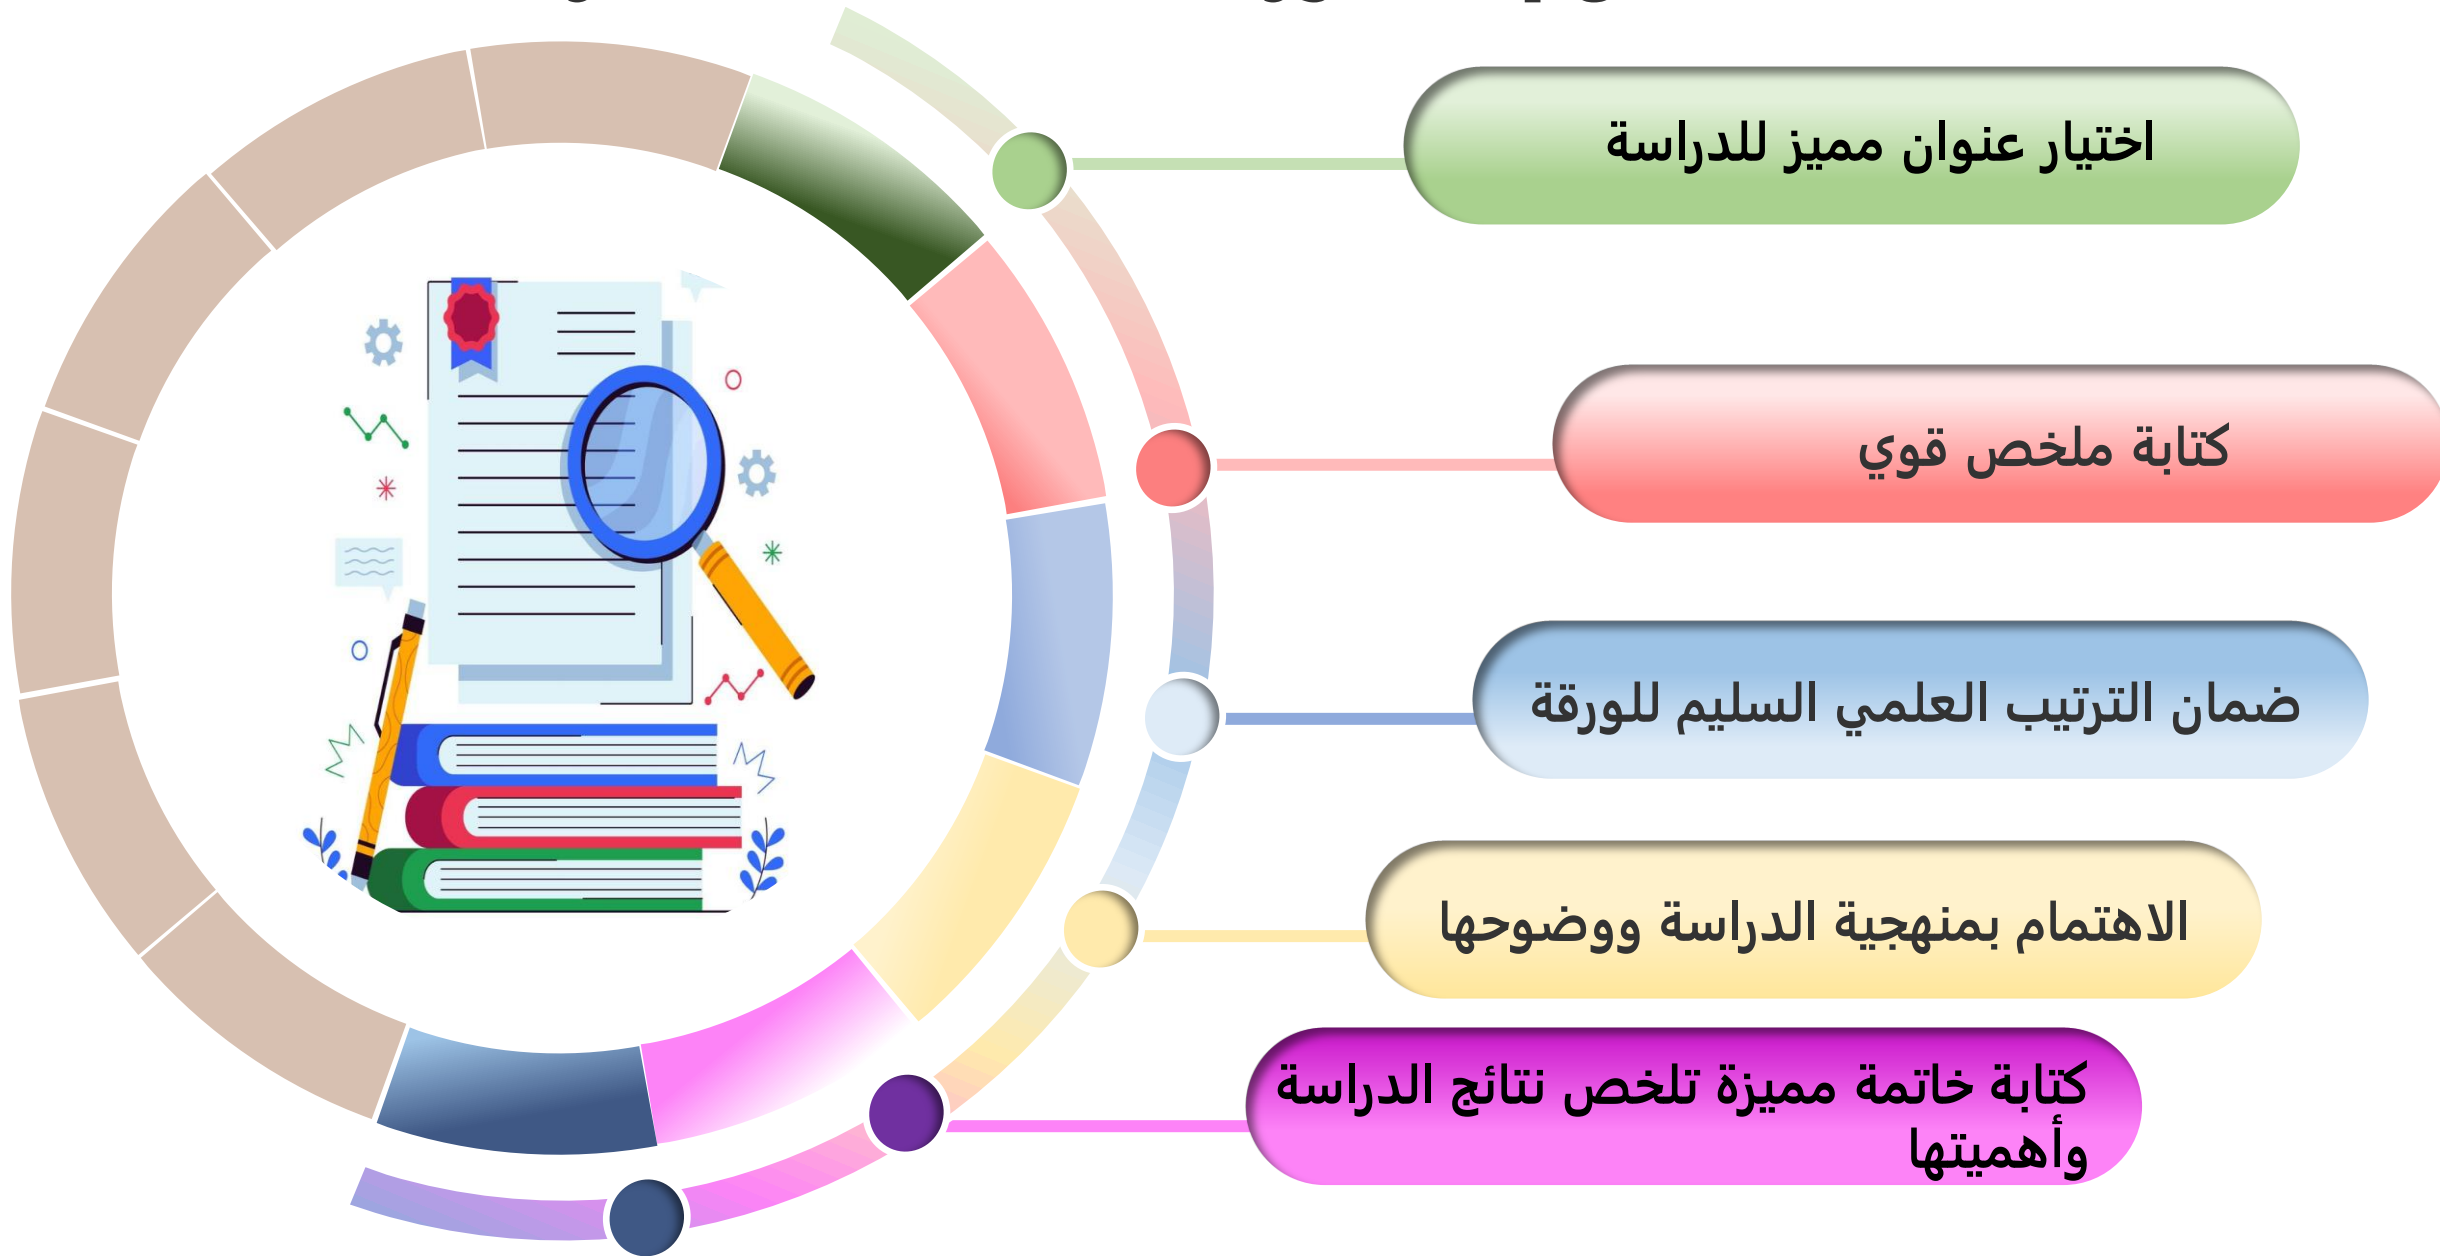 اختيار عنوان مميز للدراسة
كتابة ملخص قوي
ضمان الترتيب العلمي السليم للورقة
الاهتمام بمنهجية الدراسة ووضوحها
كتابة خاتمة مميزة تلخص نتائج الدراسة
وأهميتها